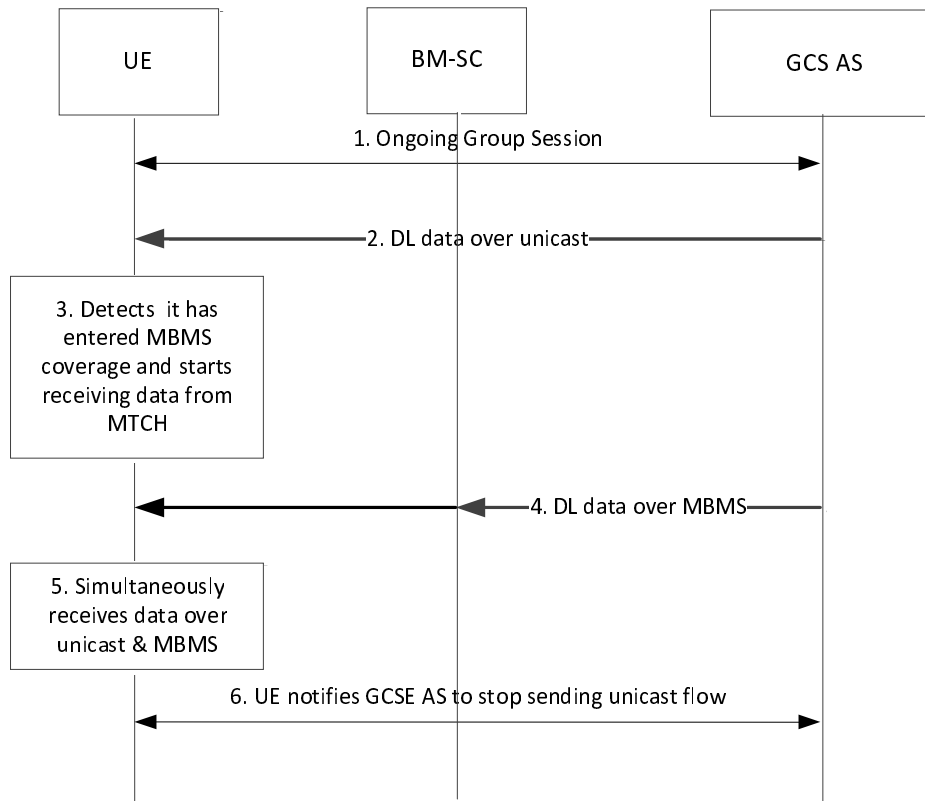 UE
BM-SC
GCS AS
1. Ongoing Group Session
2. DL data over unicast
3. Detects it has
entered MBMS
coverage and starts
receiving data from
MTCH
4. DL data over MBMS
5. Simultaneously
receives data over
unicast & MBMS
6. UE notifies GCSE AS to stop sending unicast flow